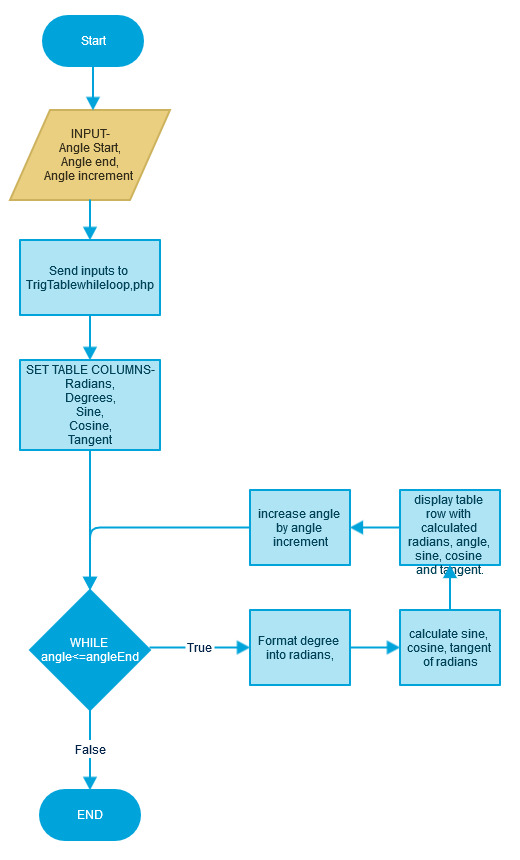 Start
INPUT-
Angle Start,
Angle end,
Angle increment
Send inputs to
TrigTablewhileloop,php
SET TABLE COLUMNS-
Radians,
Degrees,
Sine,
Cosine,
Tangent
increase angle
by angle
increment
display table
row with
calculated
radians, angle,
sine, cosine
and tangent.
WHILE
angle<=angleEnd
True
Format degree
into radians,
calculate sine,
cosine, tangent
of radians
False
END